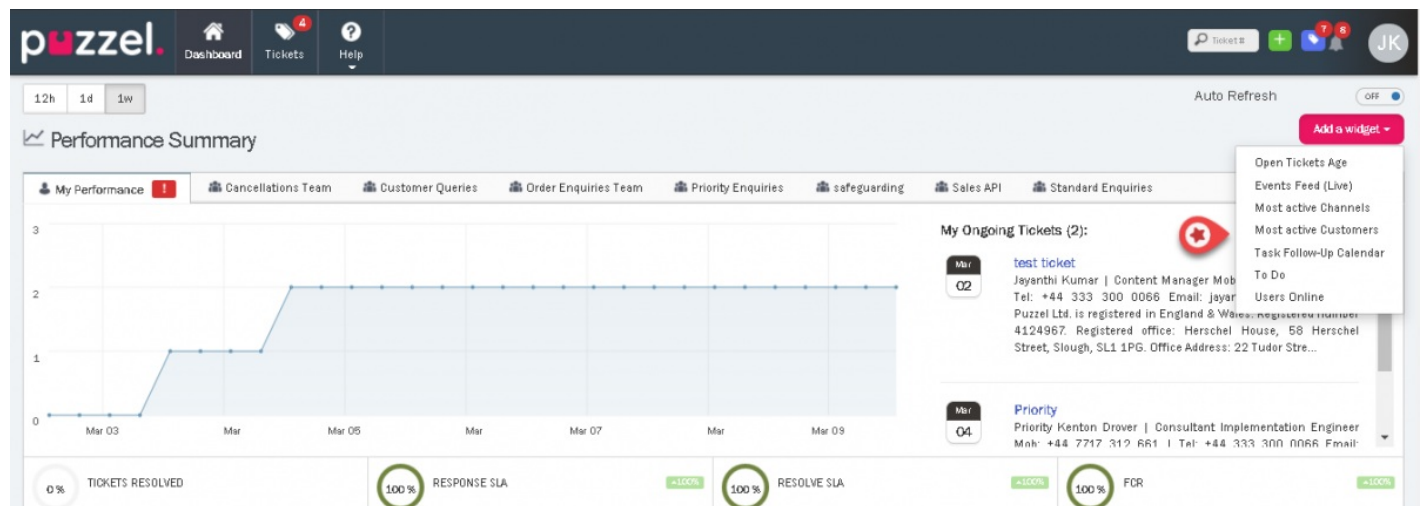 puzzel.
Dashboard
4
Tickets
Help
Ticket #
7
8
JK
12h 1d 1w
Auto Refresh
OFF
Performance Summary
Add a widget
Open Tickets Age
Events Feed (Live)
Most active Channels
Most active Customers
Task Follow-Up Calendar
To Do
Users Online
My Performance ! Cancellations Team Customer Queries Order Enquiries Team Priority Enquiries safeguarding Sales API Standard Enquiries
3
2
1
0
Mar 03 Mar Mar 05 Mar Mar 07 Mar Mar 09
My Ongoing Tickets (2):
Mar
02
test ticket
Jayanthi Kumar | Content Manager Mob
Tel: +44 333 300 0066 Email: jayar
Puzzel Ltd. is registered in England & Wales. Registered number
4124967. Registered office: Herschel House, 58 Herschel
Street, Slough, SL1 1PG. Office Address: 22 Tudor Stre...
Mar
04
Priority
Priority Kenton Drover | Consultant Implementation Engineer
Mob: +44 7717 312 661 | Tel: +44 333 300 0066 Email:
0 % TICKETS RESOLVED
100 % RESPONSE SLA +100%
100 % RESOLVE SLA +100%
100 % FCR +100%